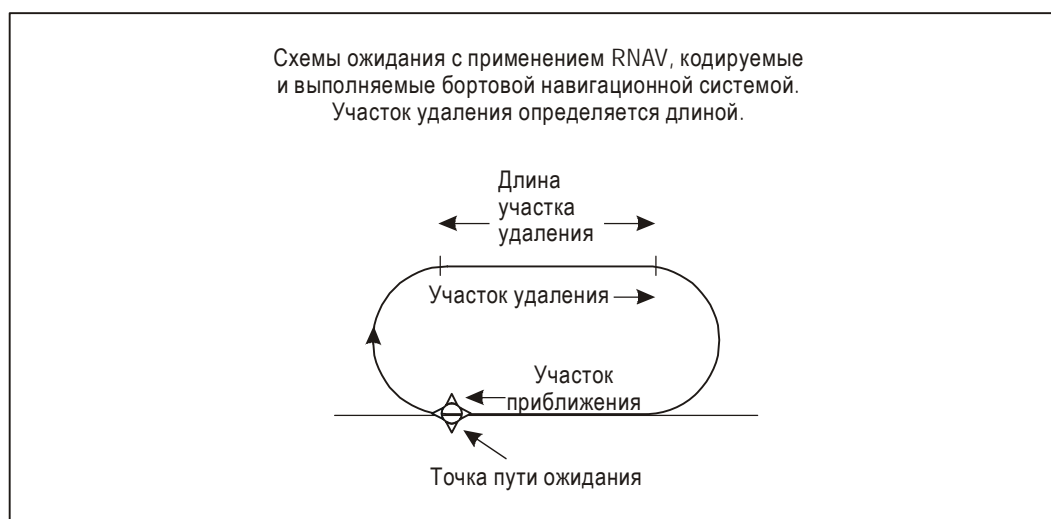 Схемы ожидания с применением RNAV, кодируемые
и выполняемые бортовой навигационной системой.
Участок удаления определяется длиной.
Длина
участка
удаления
Участок удаления
Участок
приближения
Точка пути ожидания